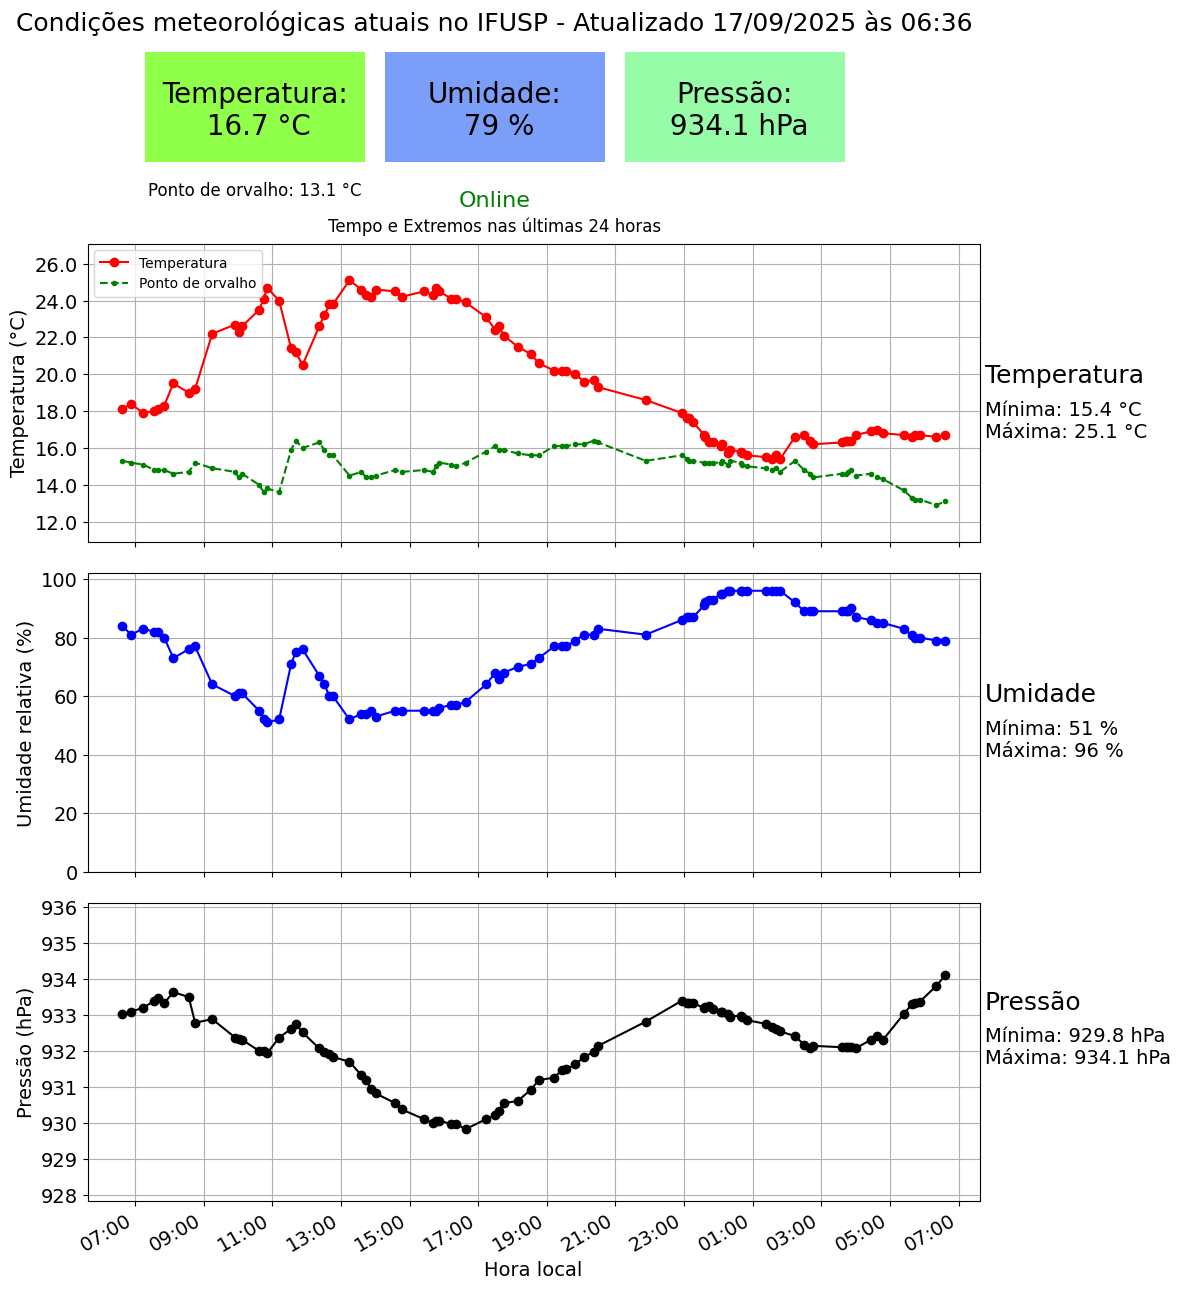 Condições meteorológicas atuais no IFUSP - Atualizado 17/09/2025 às 06:36
Temperatura:
16.7 °C
Umidade:
79 %
Pressão:
934.1 hPa
Ponto de orvalho: 13.1 °C
Online
Tempo e Extremos nas últimas 24 horas
Temperatura
Ponto de orvalho
Temperatura (°C)
26.0
24.0
22.0
20.0
18.0
16.0
14.0
12.0
Temperatura
Mínima: 15.4 °C
Máxima: 25.1 °C
Umidade relativa (%)
100
80
60
40
20
0
Umidade
Mínima: 51 %
Máxima: 96 %
Pressão (hPa)
936
935
934
933
932
931
930
929
928
Pressão
Mínima: 929.8 hPa
Máxima: 934.1 hPa
07:00 09:00 11:00 13:00 15:00 17:00 19:00 21:00 23:00 01:00 03:00 05:00 07:00
Hora local